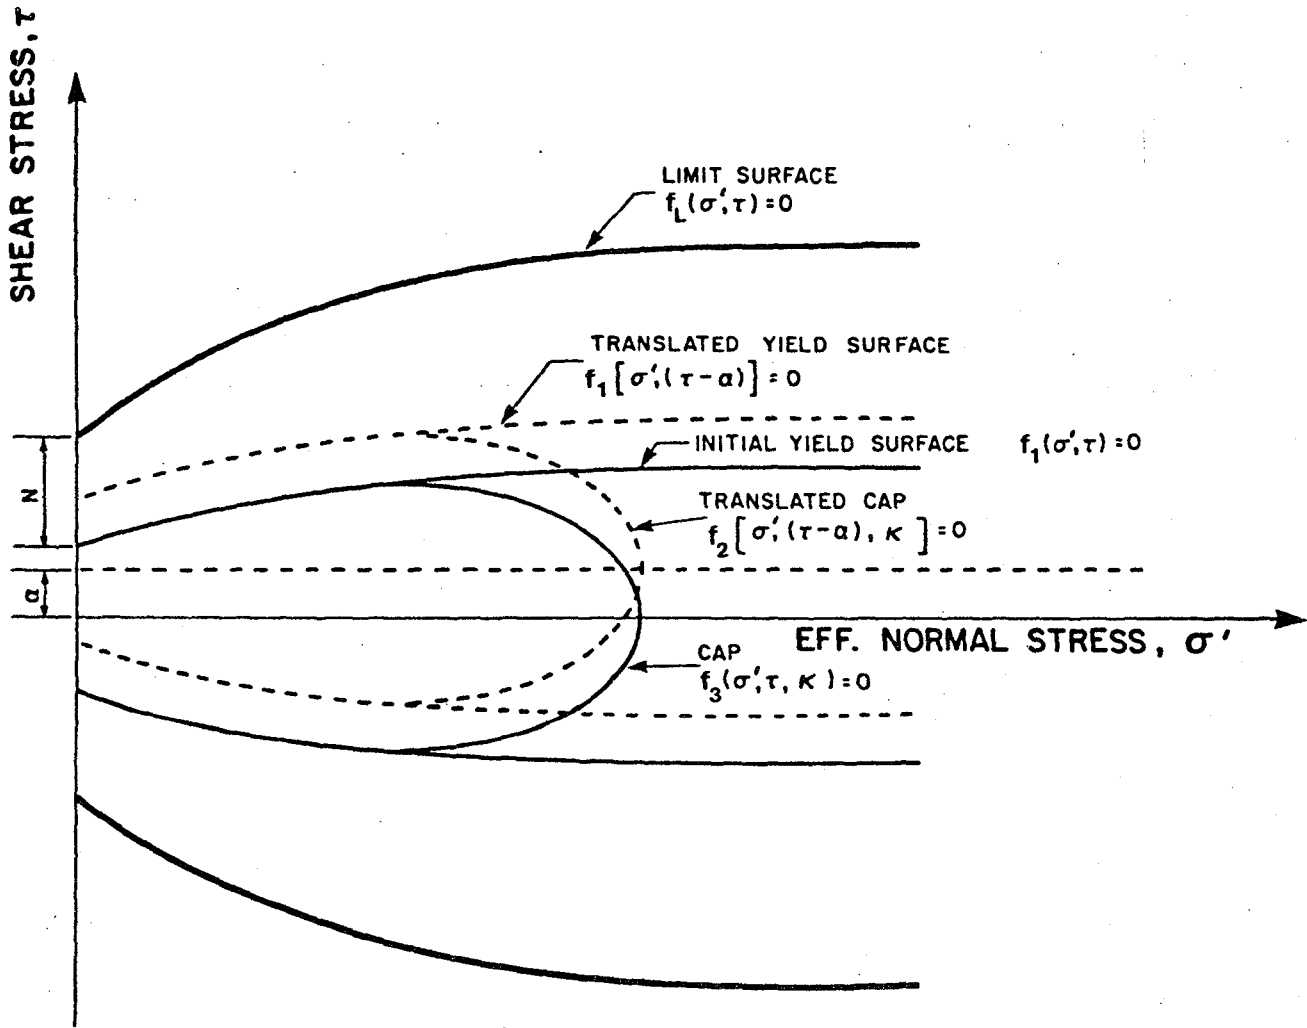 SHEAR STRESS, τ
LIMIT SURFACE
f_L(σ′,τ)=0
TRANSLATED YIELD SURFACE
f_1[σ′,(τ-α)]=0
INITIAL YIELD SURFACE f_1(σ′,τ)=0
N
TRANSLATED CAP
f_2[σ′,(τ-α), κ]=0
α
EFF. NORMAL STRESS, σ′
CAP
f_3(σ′,τ, κ)=0